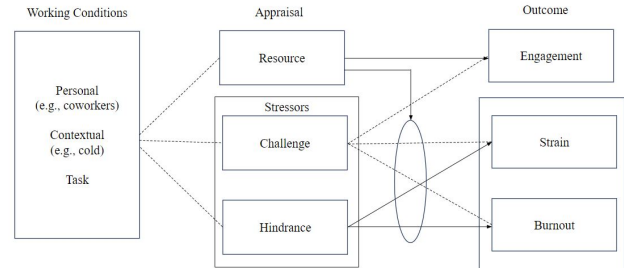 Working Conditions
Appraisal
Outcome
Personal
(e.g., coworkers)
Contextual
(e.g., cold)
Task
Resource
Stressors
Challenge
Hindrance
Engagement
Strain
Burnout